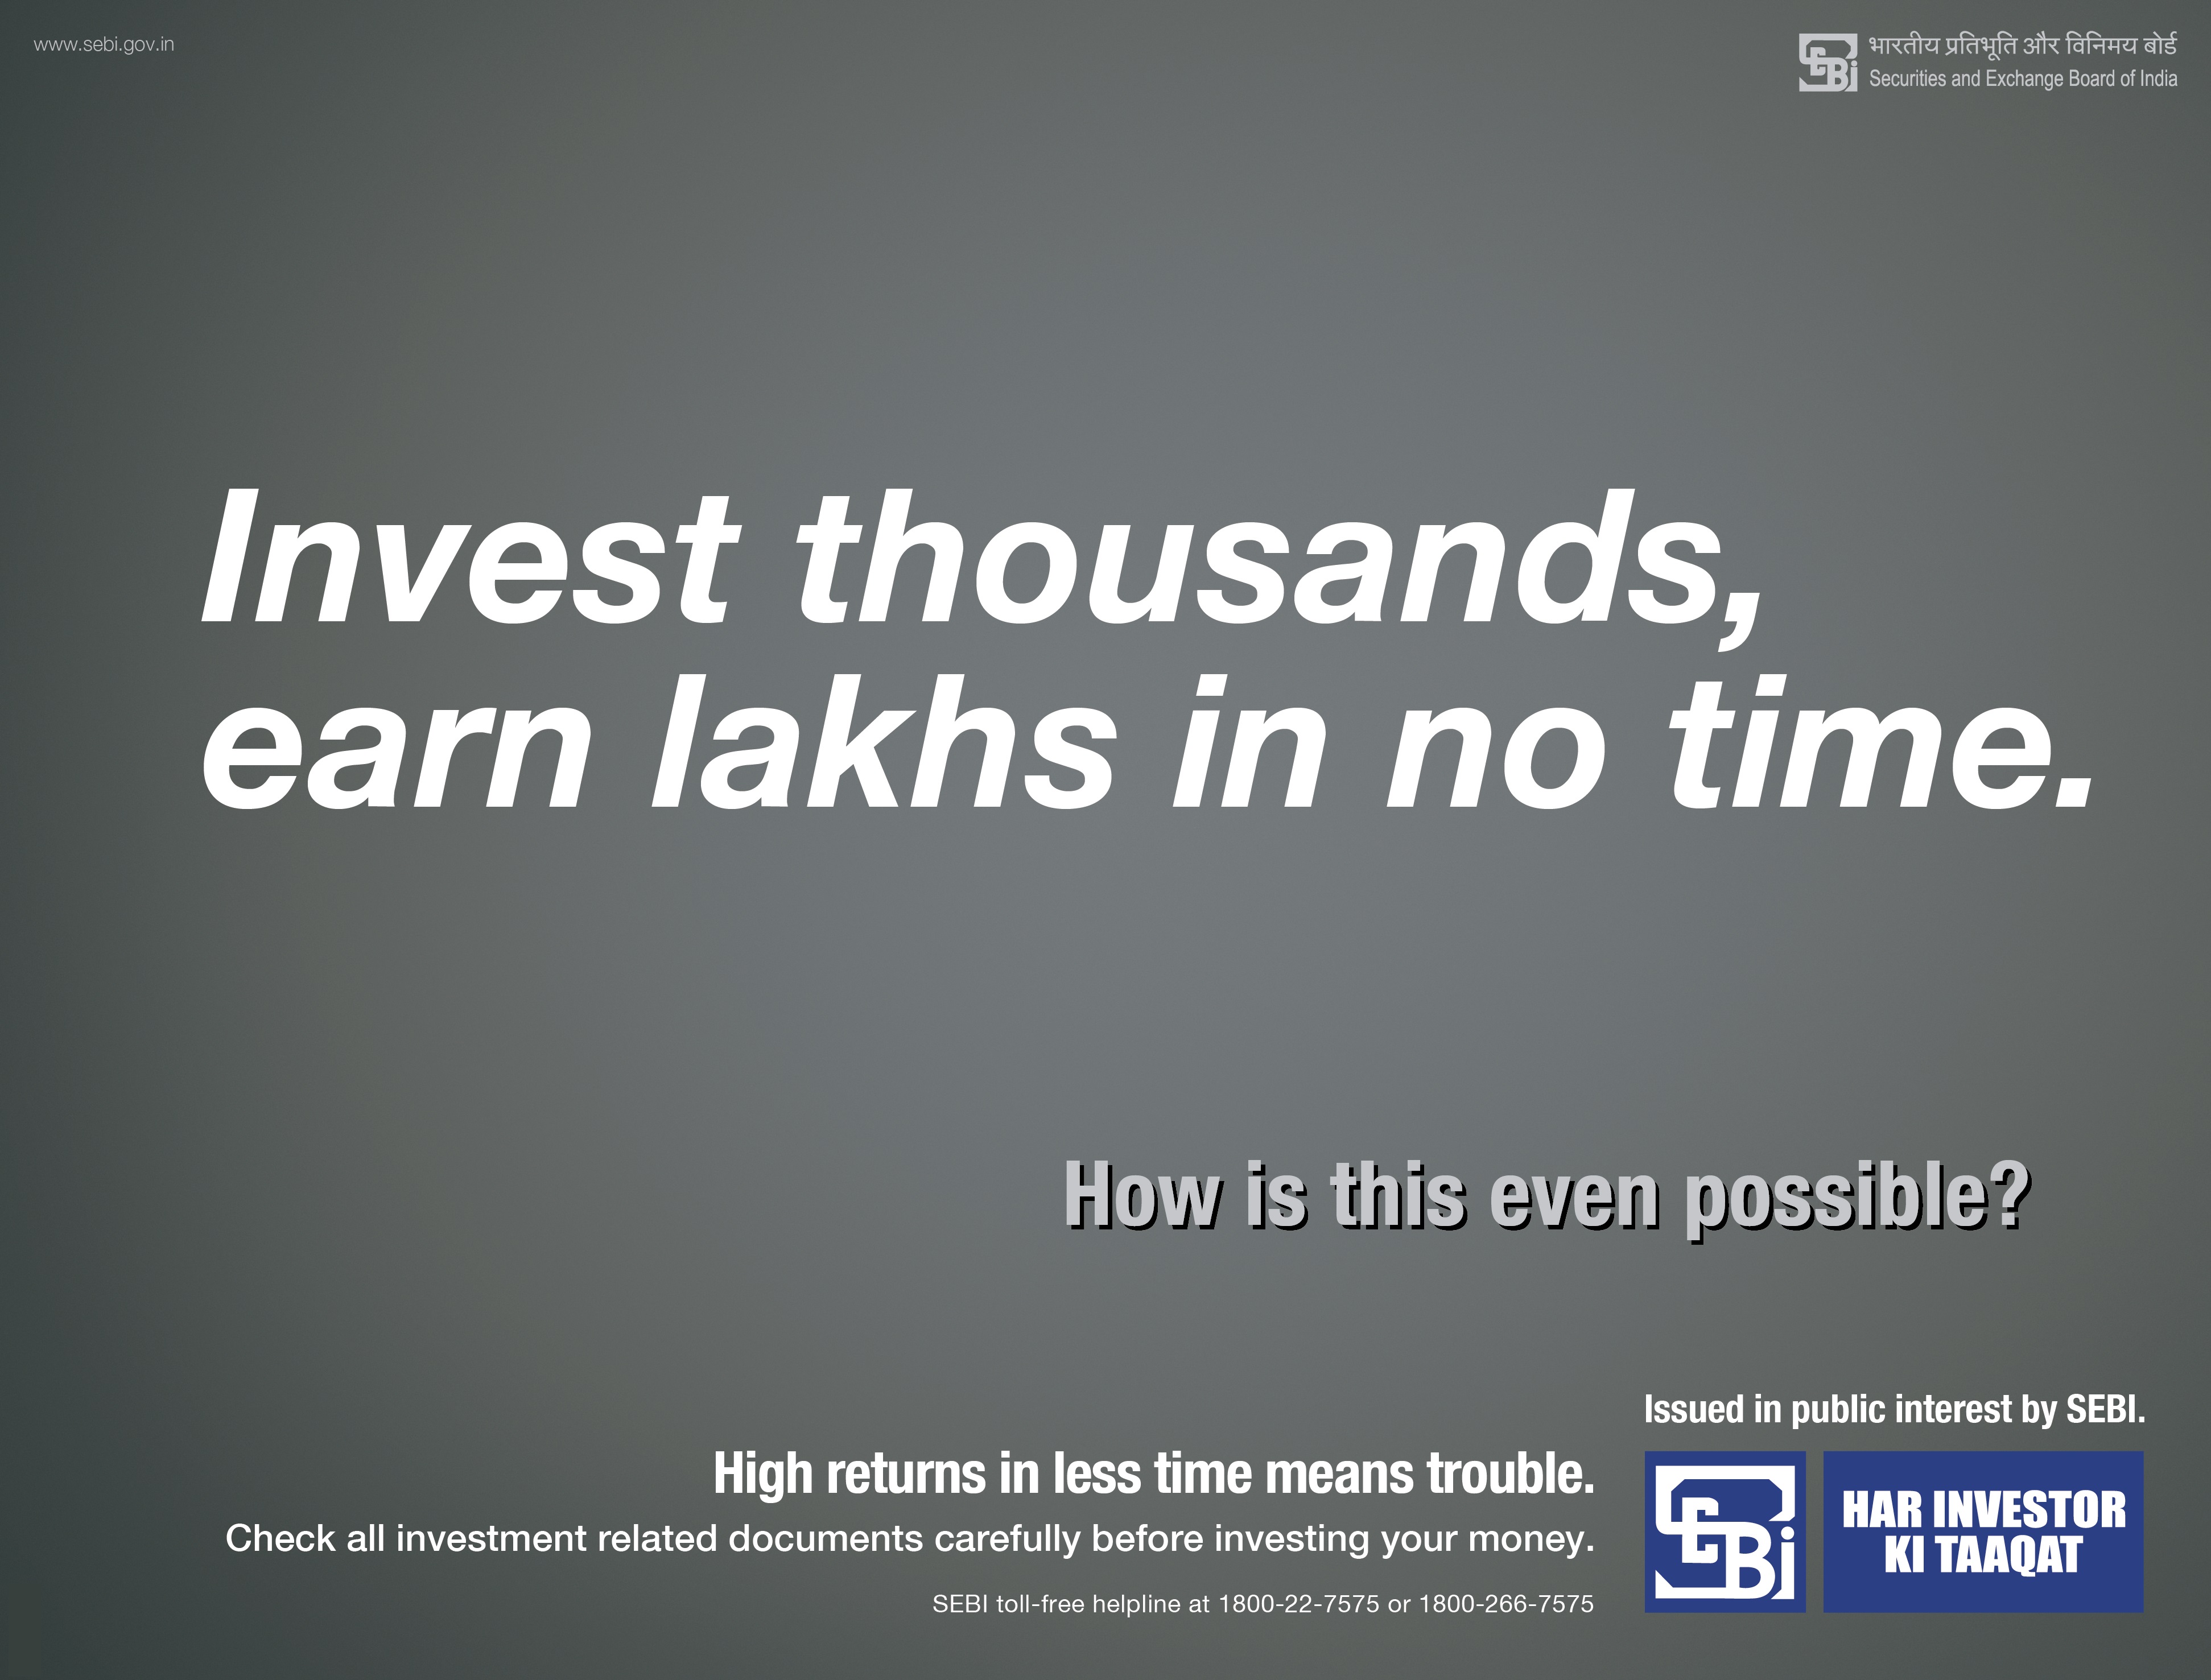 www.sebi.gov.in
भारतीय प्रतिभूति और विनिमय बोर्ड
SEBi Securities and Exchange Board of India
Invest thousands,
earn lakhs in no time.
How is this even possible?
Issued in public interest by SEBI.
High returns in less time means trouble.
Check all investment related documents carefully before investing your money.
SEBI toll-free helpline at 1800-22-7575 or 1800-266-7575
SEBi
HAR INVESTOR
KI TAAQAT